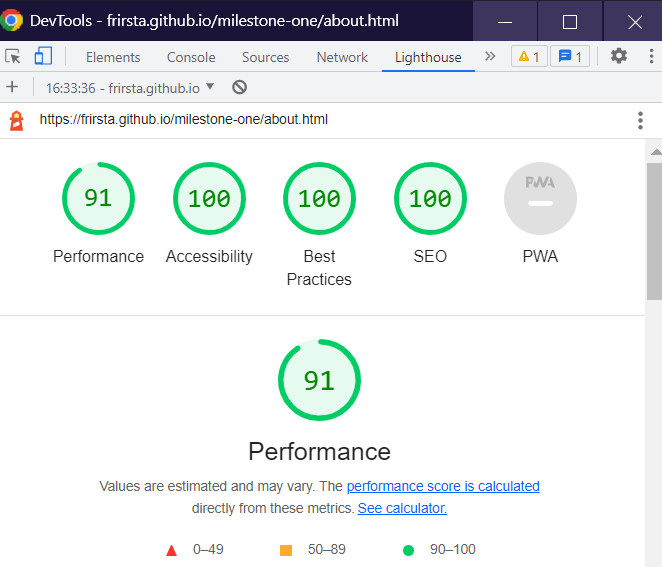 DevTools - frirsta.github.io/milestone-one/about.html
Elements Console Sources Network Lighthouse » 1 1
+ 16:33:36 - frirsta.github.io
https://frirsta.github.io/milestone-one/about.html
91 100 100 100 PWA
Performance Accessibility Best Practices SEO PWA
91
Performance
Values are estimated and may vary. The performance score is calculated
directly from these metrics. See calculator.
0–49 50–89 90–100